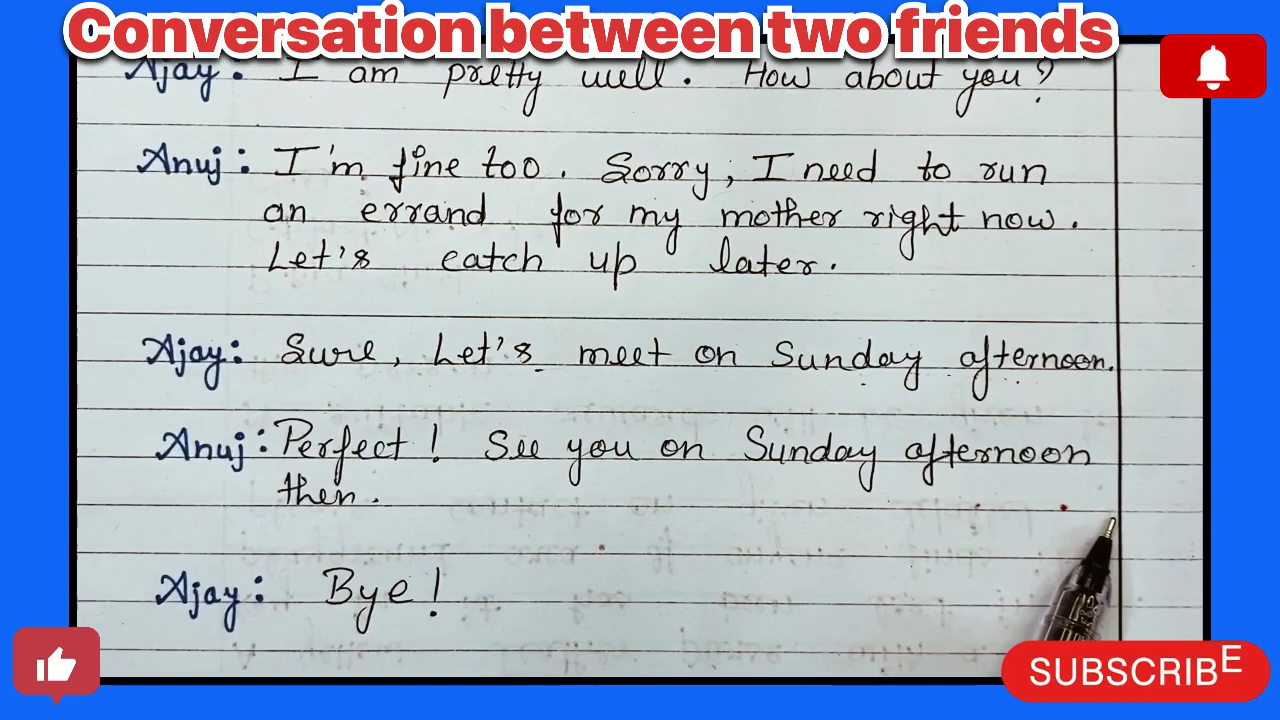 Conversation between two friends
Ajay: I am pretty well. How about you?
Anuj: I'm fine too. Sorry, I need to run
an errand for my mother right now.
Let's catch up later.
Ajay: Sure, Let's meet on Sunday afternoon.
Anuj: Perfect! See you on Sunday afternoon
then.
Ajay: Bye!
SUBSCRIBE